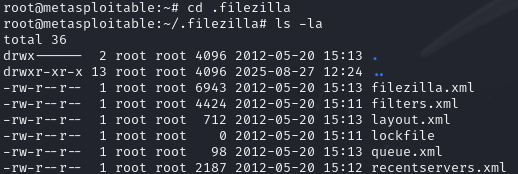 root@metasploitable:~# cd .filezilla
root@metasploitable:~/.filezilla# ls -la
total 36
drwx------  2 root root 4096 2012-05-20 15:13 .
drwxr-xr-x 13 root root 4096 2025-08-27 12:24 ..
-rw-r--r--  1 root root 6943 2012-05-20 15:13 filezilla.xml
-rw-r--r--  1 root root 4424 2012-05-20 15:11 filters.xml
-rw-r--r--  1 root root  712 2012-05-20 15:13 layout.xml
-rw-r--r--  1 root root    0 2012-05-20 15:11 lockfile
-rw-r--r--  1 root root   98 2012-05-20 15:13 queue.xml
-rw-r--r--  1 root root 2187 2012-05-20 15:12 recentservers.xml